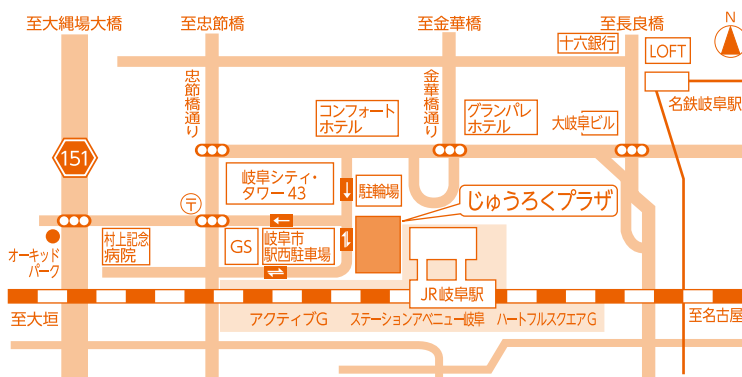 至大縄場大橋
至忠節橋
至金華橋
至長良橋
N
十六銀行
LOFT
忠節橋通り
金華橋通り
名鉄岐阜駅
コンフォート
ホテル
グランパレ
ホテル
大岐阜ビル
151
岐阜シティ・
タワー43
駐輪場
じゅうろくプラザ
〒
村上記念
病院
GS
岐阜市
駅西駐車場
オーキッド
パーク
JR岐阜駅
至大垣
アクティブG
ステーションアベニュー岐阜
ハートフルスクエアG
至名古屋